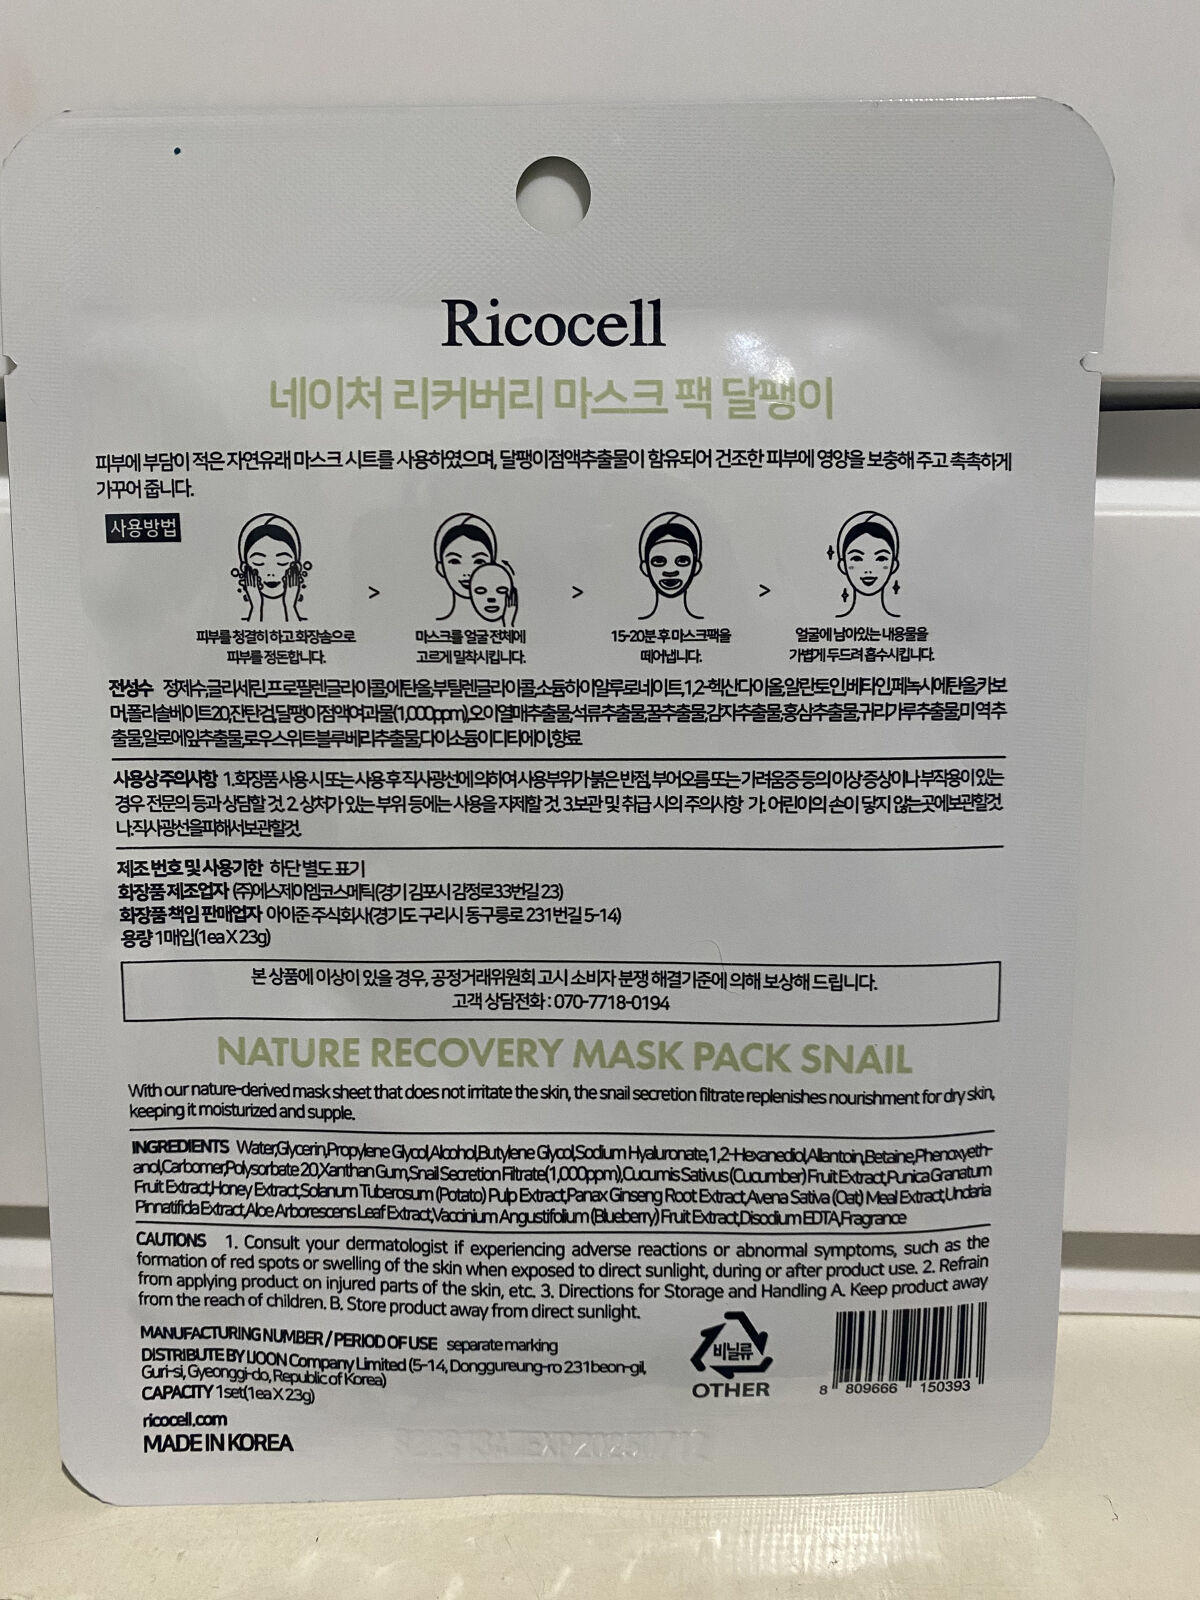 Ricocell
네이처 리커버리 마스크 팩 달팽이
피부에 부담이 적은 자연유래 마스크 시트를 사용하였으며, 달팽이점액추출물이 함유되어 건조한 피부에 영양을 보충해 주고 촉촉하게
가꾸어 줍니다.
사용방법
피부를 청결히 하고 화장솜으로
피부를 정돈합니다.
>
마스크를 얼굴 전체에
고르게 밀착시킵니다.
>
15-20분 후 마스크팩을
떼어냅니다.
>
얼굴에 남아있는 내용물을
가볍게 두드려 흡수시킵니다.
전성수 정제수,글리세린,프로필렌글라이콜,에탄올,부틸렌글라이콜,소듐하이알루로네이트,1,2-헥산다이올,알란토인,베타인,페녹시에탄올,카보
머,폴리솔베이트20,잔탄검,달팽이점액여과물(1,000ppm),오이열매추출물,석류추출물,꿀추출물,감자추출물,홍삼추출물,귀리가루추출물,미역추
출물,알로에잎추출물,로우스위트블루베리추출물,다이소듐이디티에이,향료
사용상 주의사항 1.화장품 사용 시 또는 사용 후 직사광선에 의하여 사용부위가 붉은 반점, 부어오름 또는 가려움증 등의 이상 증상이나 부작용이 있는
경우 전문의 등과 상담할 것. 2. 상처가 있는 부위 등에는 사용을 자제할 것. 3.보관 및 취급 시의 주의사항 가. 어린이의 손이 닿지 않는 곳에 보관할것.
나.직사광선을피해서보관할것.
제조 번호 및 사용기한 하단 별도 표기
화장품 제조업자 (주)에스제이엠코스메틱(경기 김포시 감정로33번길 23)
화장품 책임 판매업자 아이준 주식회사(경기도 구리시 동구릉로 231번길 5-14)
용량 1매입(1ea X 23g)
본 상품에 이상이 있을 경우, 공정거래위원회 고시 소비자 분쟁 해결기준에 의해 보상해 드립니다.
고객 상담전화 : 070-7718-0194
NATURE RECOVERY MASK PACK SNAIL
With our nature-derived mask sheet that does not irritate the skin, the snail secretion filtrate replenishes nourishment for dry skin,
keeping it moisturized and supple.
INGREDIENTS Water,Glycerin,Propylene Glycol,Alcohol,Butylene Glycol,Sodium Hyaluronate,1,2-Hexanediol,Allantoin,Betaine,Phenoxyeth-
anol,Carbomer,Polysorbate 20,Xanthan Gum,Snail Secretion Filtrate(1,000ppm),Cucumis Sativus (Cucumber) Fruit Extract,Punica Granatum
Fruit Extract,Honey Extract,Solanum Tuberosum (Potato) Pulp Extract,Panax Ginseng Root Extract,Avena Sativa (Oat) Meal Extract,Undaria
Pinnatifida Extract,Aloe Arborescens Leaf Extract,Vaccinium Angustifolium (Blueberry) Fruit Extract,Disodium EDTA,Fragrance
CAUTIONS 1. Consult your dermatologist if experiencing adverse reactions or abnormal symptoms, such as the
formation of red spots or swelling of the skin when exposed to direct sunlight, during or after product use. 2. Refrain
from applying product on injured parts of the skin, etc. 3. Directions for Storage and Handling A. Keep product away
from the reach of children. B. Store product away from direct sunlight.
MANUFACTURING NUMBER / PERIOD OF USE separate marking
DISTRIBUTE BY IJOON Company Limited (5-14, Donggureung-ro 231beon-gil,
Guri-si, Gyeonggi-do, Republic of Korea)
CAPACITY 1set(1ea X 23g)
ricocell.com
MADE IN KOREA
비닐류
OTHER
8 809666 150393